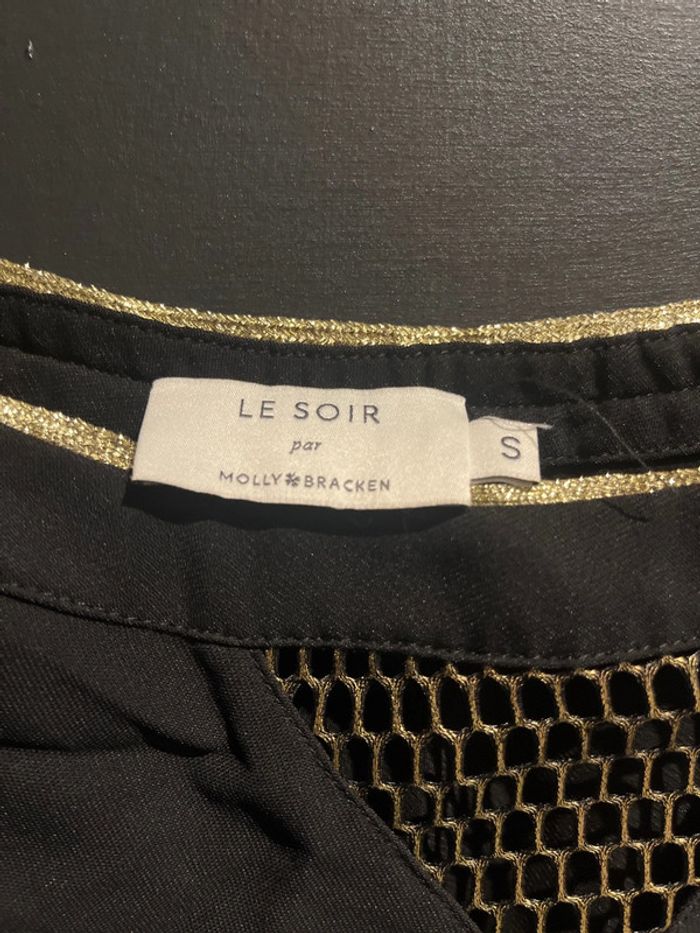 LE SOIR
par
MOLLY BRACKEN
S